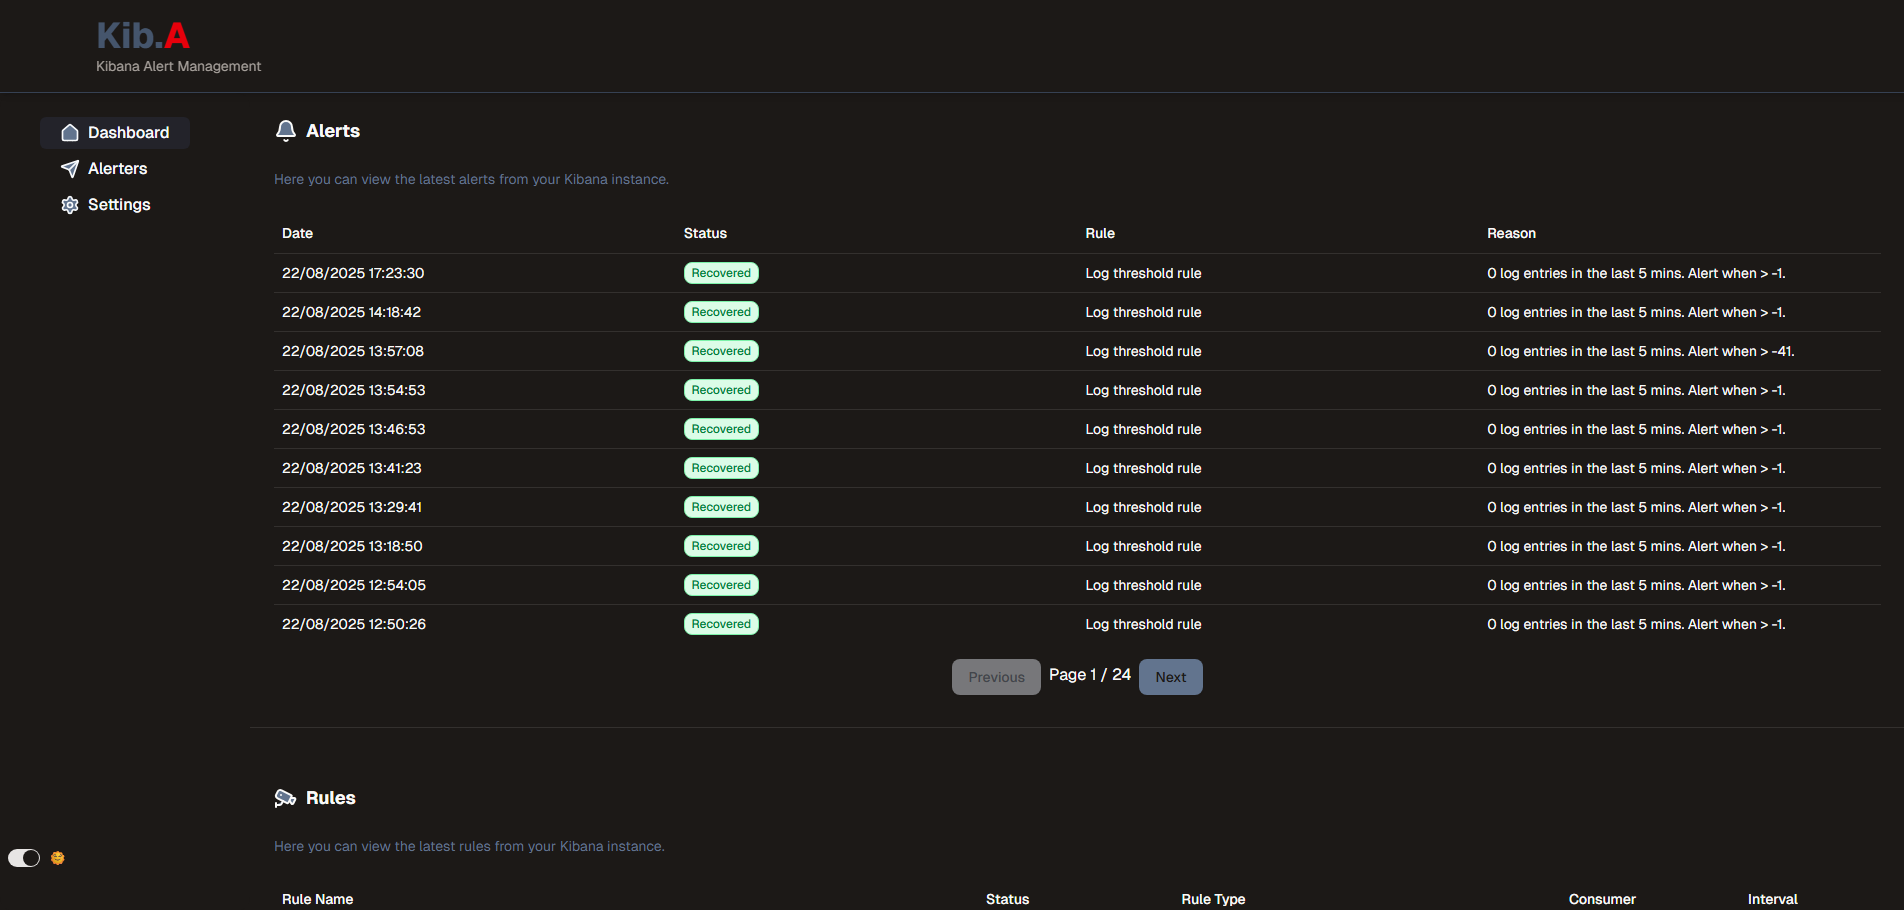 Kib.A
Kibana Alert Management
Dashboard
Alerters
Settings
Alerts
Here you can view the latest alerts from your Kibana instance.
Date Status Rule Reason
22/08/2025 17:23:30 Recovered Log threshold rule 0 log entries in the last 5 mins. Alert when > -1.
22/08/2025 14:18:42 Recovered Log threshold rule 0 log entries in the last 5 mins. Alert when > -1.
22/08/2025 13:57:08 Recovered Log threshold rule 0 log entries in the last 5 mins. Alert when > -41.
22/08/2025 13:54:53 Recovered Log threshold rule 0 log entries in the last 5 mins. Alert when > -1.
22/08/2025 13:46:53 Recovered Log threshold rule 0 log entries in the last 5 mins. Alert when > -1.
22/08/2025 13:41:23 Recovered Log threshold rule 0 log entries in the last 5 mins. Alert when > -1.
22/08/2025 13:29:41 Recovered Log threshold rule 0 log entries in the last 5 mins. Alert when > -1.
22/08/2025 13:18:50 Recovered Log threshold rule 0 log entries in the last 5 mins. Alert when > -1.
22/08/2025 12:54:05 Recovered Log threshold rule 0 log entries in the last 5 mins. Alert when > -1.
22/08/2025 12:50:26 Recovered Log threshold rule 0 log entries in the last 5 mins. Alert when > -1.
Previous Page 1 / 24 Next
Rules
Here you can view the latest rules from your Kibana instance.
Rule Name Status Rule Type Consumer Interval